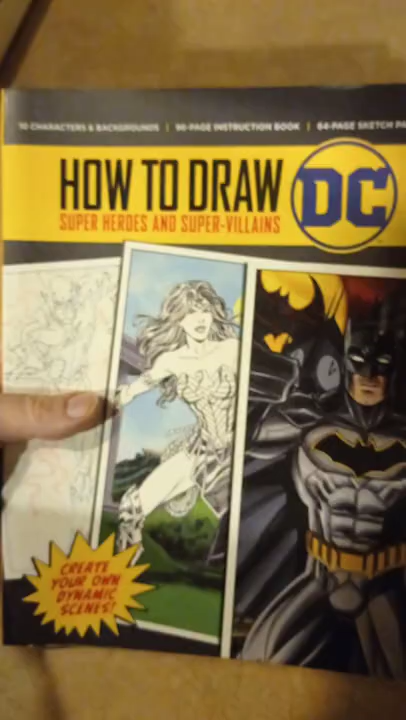 10 CHARACTERS & BACKGROUNDS | 96-PAGE INSTRUCTION BOOK | 64-PAGE SKETCH PA
HOW TO DRAW
DC
SUPER HEROES AND SUPER-VILLAINS
CREATE
YOUR OWN
DYNAMIC
SCENES!